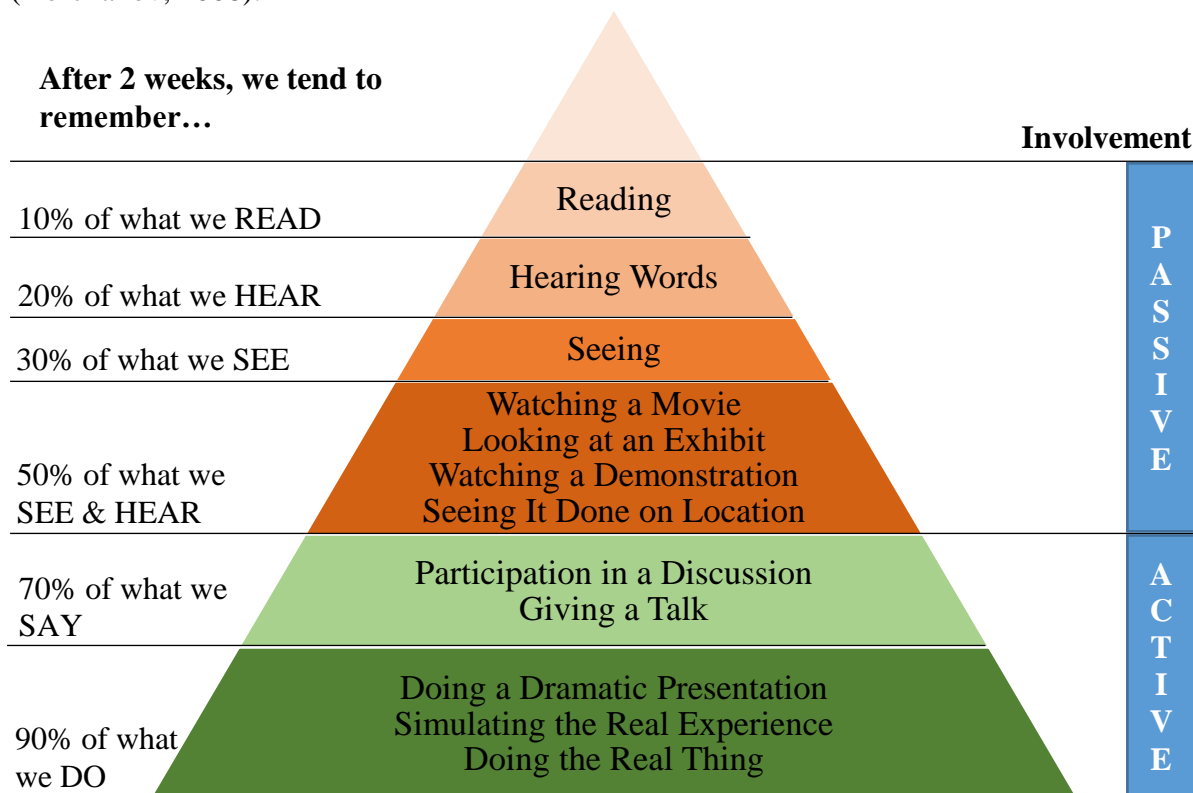 After 2 weeks, we tend to
remember…
Involvement
10% of what we READ
Reading
20% of what we HEAR
Hearing Words
30% of what we SEE
Seeing
50% of what we
SEE & HEAR
Watching a Movie
Looking at an Exhibit
Watching a Demonstration
Seeing It Done on Location
PASSIVE
70% of what we
SAY
Participation in a Discussion
Giving a Talk
90% of what
we DO
Doing a Dramatic Presentation
Simulating the Real Experience
Doing the Real Thing
ACTIVE